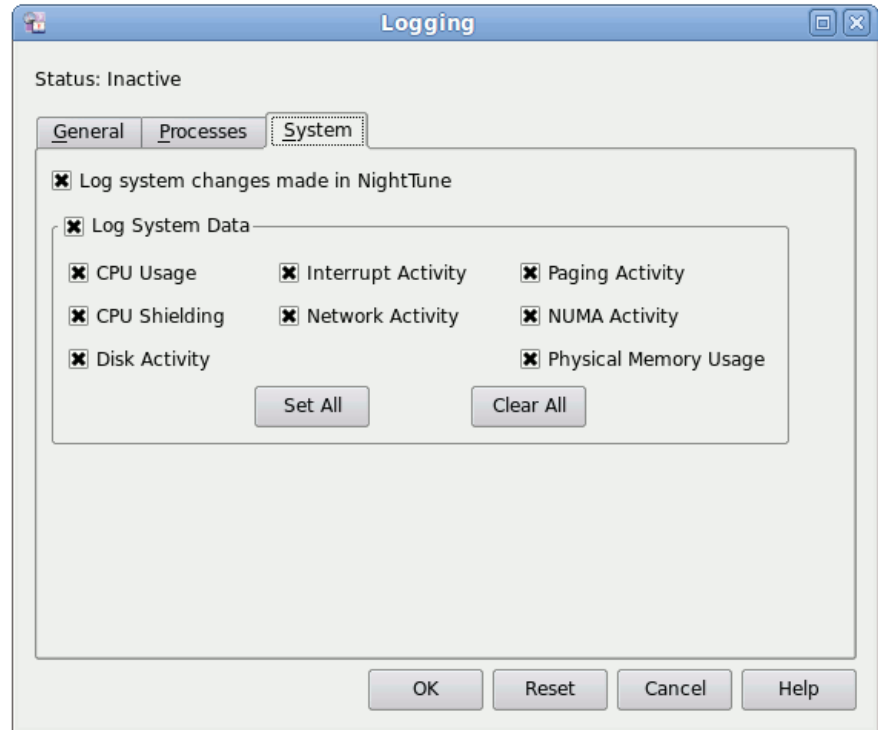 Logging
Status: Inactive
General Processes System
Log system changes made in NightTune
Log System Data
CPU Usage Interrupt Activity Paging Activity
CPU Shielding Network Activity NUMA Activity
Disk Activity Physical Memory Usage
Set All Clear All
OK Reset Cancel Help